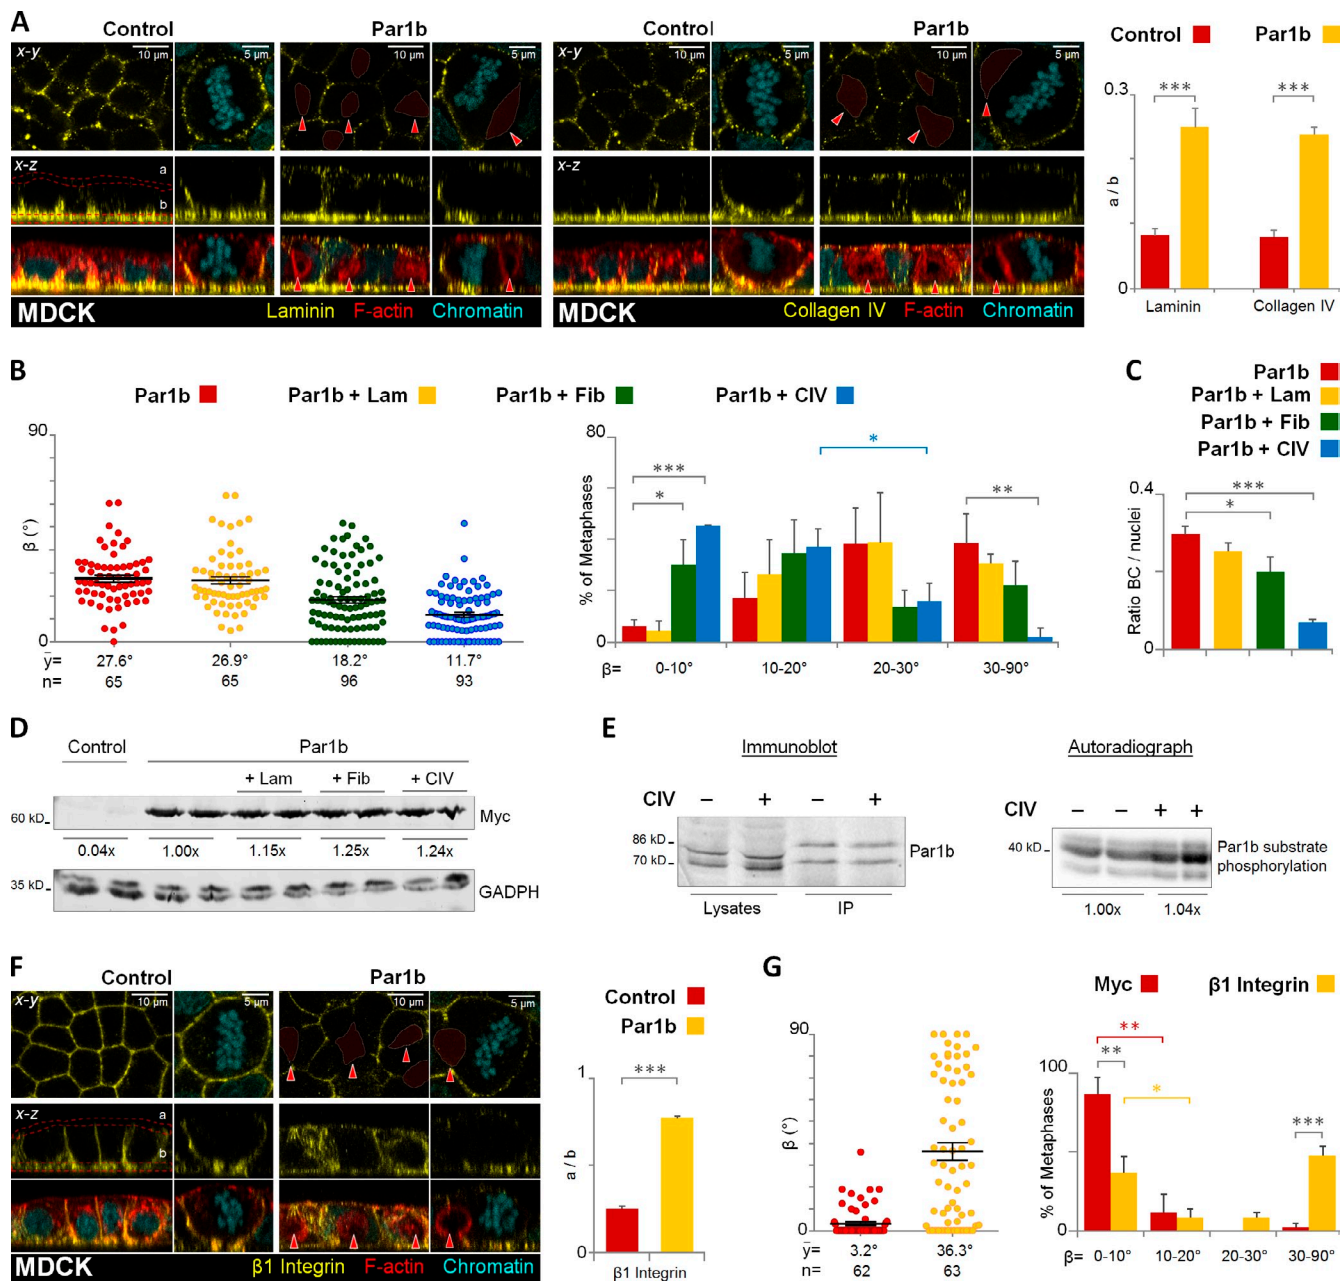 A
Control
Par1b
Control
Par1b
x-y
10 µm
5 µm
10 µm
5 µm
10 µm
5 µm
10 µm
5 µm
x-z
a
b
MDCK
Laminin F-actin Chromatin
MDCK
Collagen IV F-actin Chromatin
Control
Par1b
0.3
***
***
a / b
0
Laminin
Collagen IV
B
Par1b
Par1b + Lam
Par1b + Fib
Par1b + CIV
90
β (°)
0
y̅= 27.6° 26.9° 18.2° 11.7°
n= 65 65 96 93
80
% of Metaphases
0
***
*
*
**
β= 0-10° 10-20° 20-30° 30-90°
C
Par1b
Par1b + Lam
Par1b + Fib
Par1b + CIV
0.4
***
*
Ratio BC / nuclei
0
D
Control
Par1b
+ Lam + Fib + CIV
60 kD
Myc
0.04x 1.00x 1.15x 1.25x 1.24x
35 kD
GADPH
E
Immunoblot
CIV – + – +
86 kD
70 kD
Par1b
Lysates IP
Autoradiograph
CIV – – + +
40 kD
Par1b substrate
phosphorylation
1.00x 1.04x
F
Control
Par1b
x-y
10 µm
5 µm
10 µm
5 µm
x-z
a
b
MDCK
β1 Integrin F-actin Chromatin
Control
Par1b
1
***
a / b
0
β1 Integrin
G
Myc
β1 Integrin
90
β (°)
0
y̅= 3.2° 36.3°
n= 62 63
100
% of Metaphases
0
**
**
*
***
β= 0-10° 10-20° 20-30° 30-90°